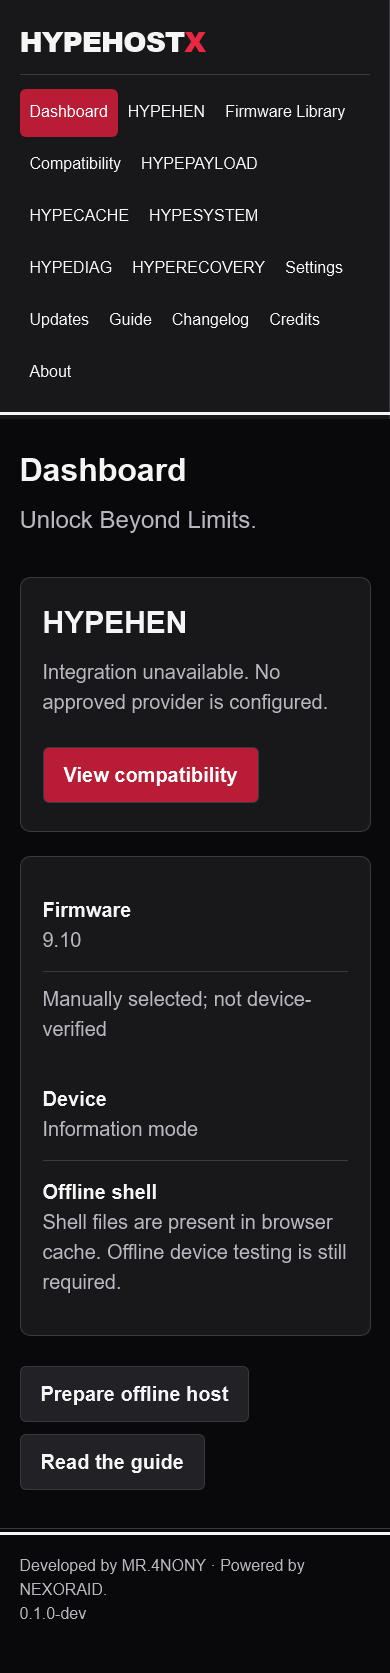 HYPEHOSTX
Dashboard HYPEHEN Firmware Library
Compatibility HYPEPAYLOAD
HYPECACHE HYPESYSTEM
HYPEDIAG HYPERECOVERY Settings
Updates Guide Changelog Credits
About
Dashboard
Unlock Beyond Limits.
HYPEHEN
Integration unavailable. No
approved provider is configured.
View compatibility
Firmware
9.10
Manually selected; not device-
verified
Device
Information mode
Offline shell
Shell files are present in browser
cache. Offline device testing is still
required.
Prepare offline host
Read the guide
Developed by MR.4NONY · Powered by
NEXORAID.
0.1.0-dev